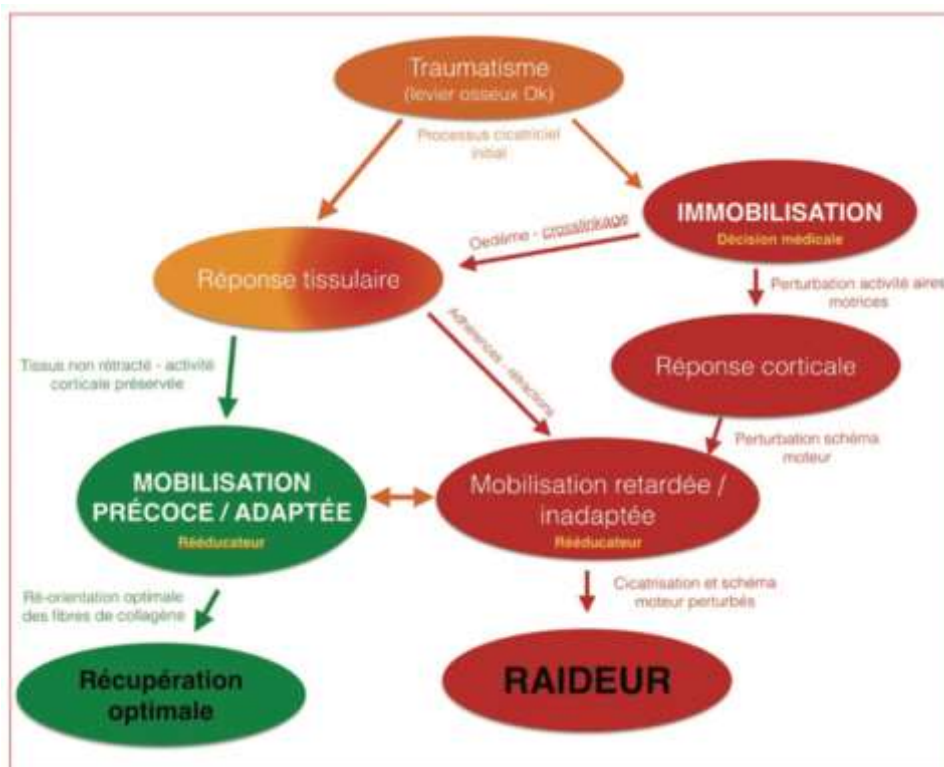 Traumatisme
(levier osseux Ok)
Processus cicatriciel
initial
IMMOBILISATION
Décision médicale
Oedème - crosslinkage
Réponse tissulaire
Perturbation activité aires
motrices
Adhérences - rétractions
Tissus non rétracté - activité
corticale préservée
Réponse corticale
Perturbation schéma
moteur
MOBILISATION
PRÉCOCE / ADAPTÉE
Rééducateur
Mobilisation retardée /
inadaptée
Rééducateur
Ré-orientation optimale
des fibres de collagène
Cicatrisation et schéma
moteur perturbés
Récupération
optimale
RAIDEUR